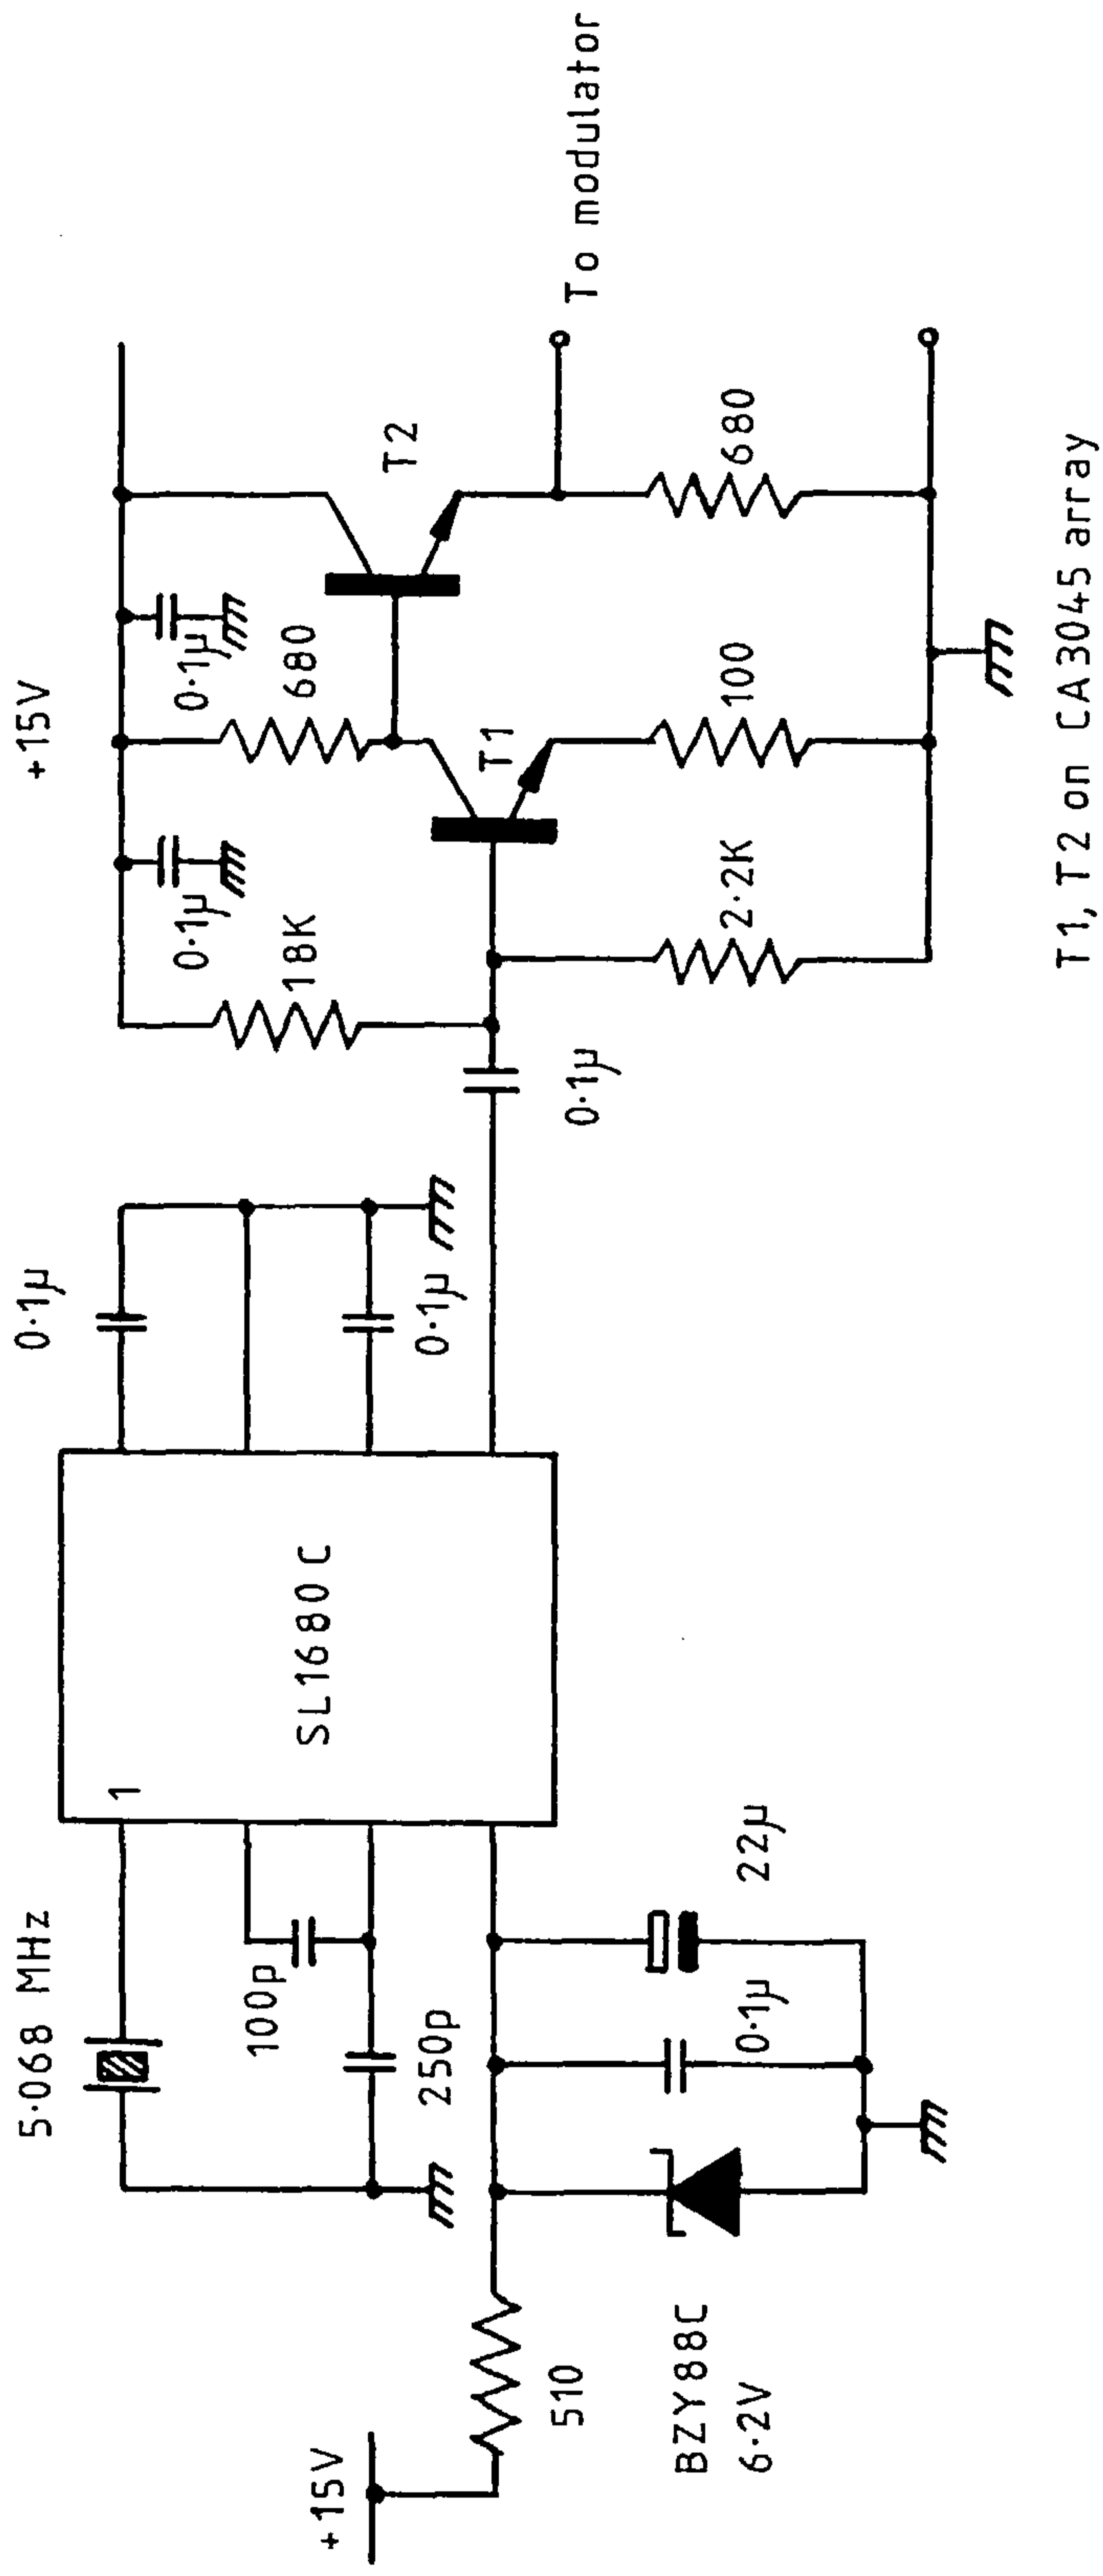 +15V
5·068 MHz
100p
250p
510
BZY88C
6·2V
0·1µ
22µ
1
SL1680C
0·1µ
0·1µ
0·1µ
+15V
18K
0·1µ
2·2K
T1
680
0·1µ
100
T2
680
To modulator
T1, T2 on CA3045 array